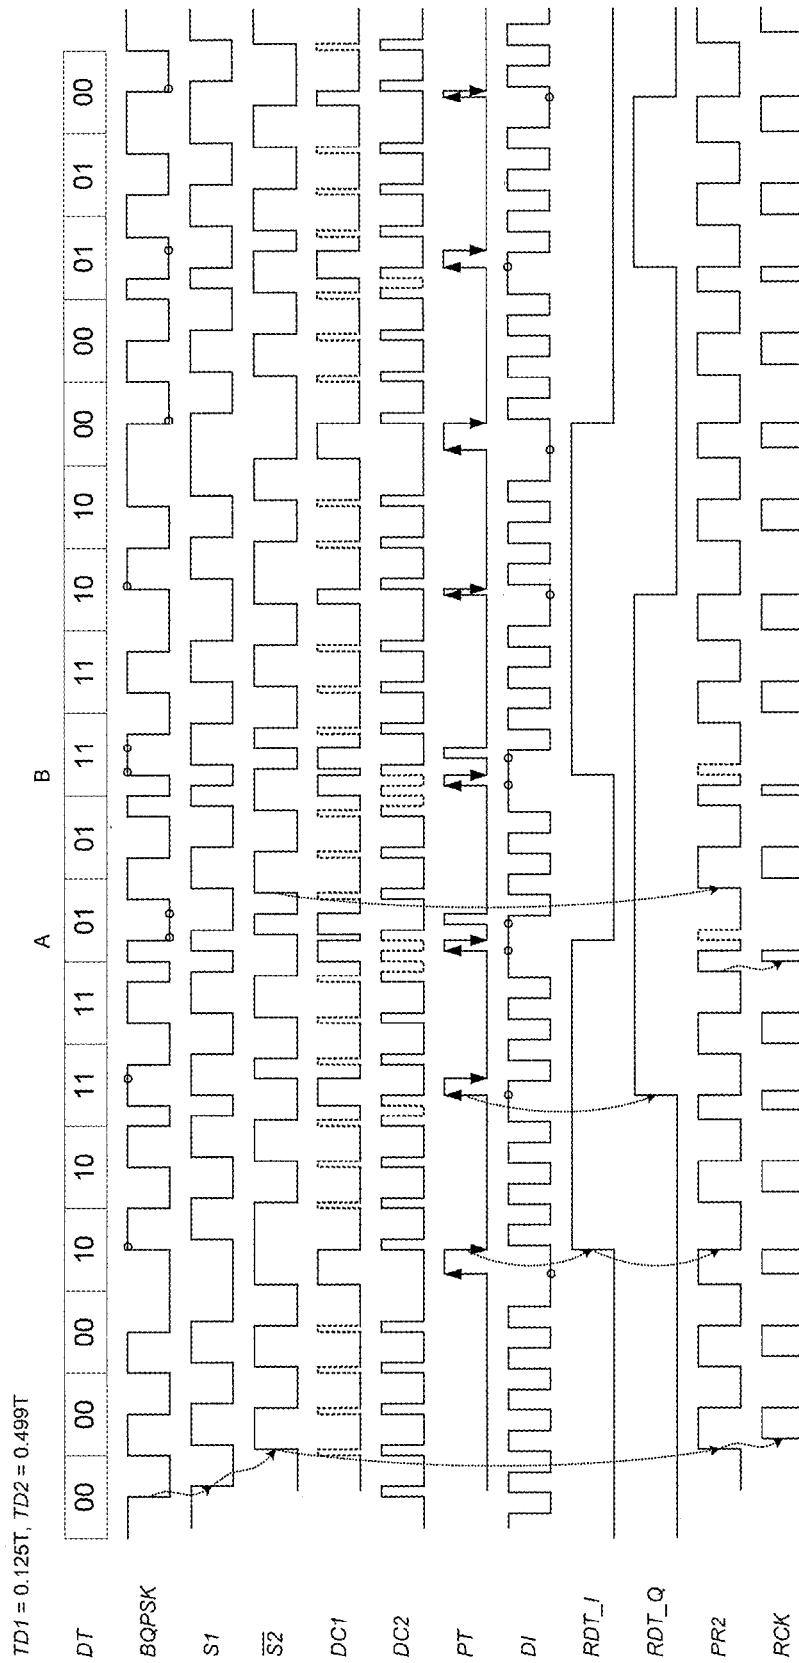 TD1 = 0.125T, TD2 = 0.499T
A B
DT 00 00 00 10 10 11 11 01 01 11 11 10 10 00 00 01 01 00
BQPSK
S1
S̅2̅
DC1
DC2
PT
DI
RDT_I
RDT_Q
PR2
RCK